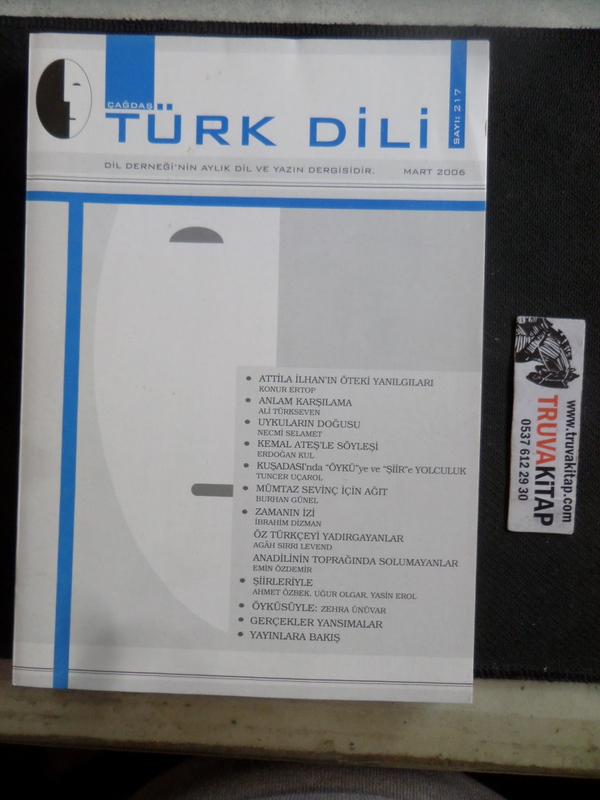 ÇAĞDAŞ
TÜRK DİLİ
SAYI: 217
DİL DERNEĞİ'NİN AYLIK DİL VE YAZIN DERGİSİDİR. MART 2006
• ATTİLA İLHAN'IN ÖTEKİ YANILGILARI
KONUR ERTOP
• ANLAM KARŞILAMA
ALİ TÜRKSEVEN
• UYKULARIN DOĞUSU
NECMİ SELAMET
• KEMAL ATEŞ'LE SÖYLEŞİ
ERDOĞAN KUL
• KUŞADASI'nda "ÖYKÜ"ye ve "ŞİİR"e YOLCULUK
TUNCER UÇAROL
• MÜMTAZ SEVİNÇ İÇİN AĞIT
BURHAN GÜNEL
• ZAMANIN İZİ
İBRAHİM DİZMAN
ÖZ TÜRKÇEYİ YADIRGAYANLAR
AGÂH SIRRI LEVEND
ANADİLİNİN TOPRAĞINDA SOLUMAYANLAR
EMİN ÖZDEMİR
• ŞİİRLERİYLE
AHMET ÖZBEK, UĞUR OLGAR, YASİN EROL
• ÖYKÜSÜYLE: ZEHRA ÜNÜVAR
• GERÇEKLER YANSIMALAR
• YAYINLARA BAKIŞ
www.truvakitap.com
TRUVAKİTAP
0537 612 29 30